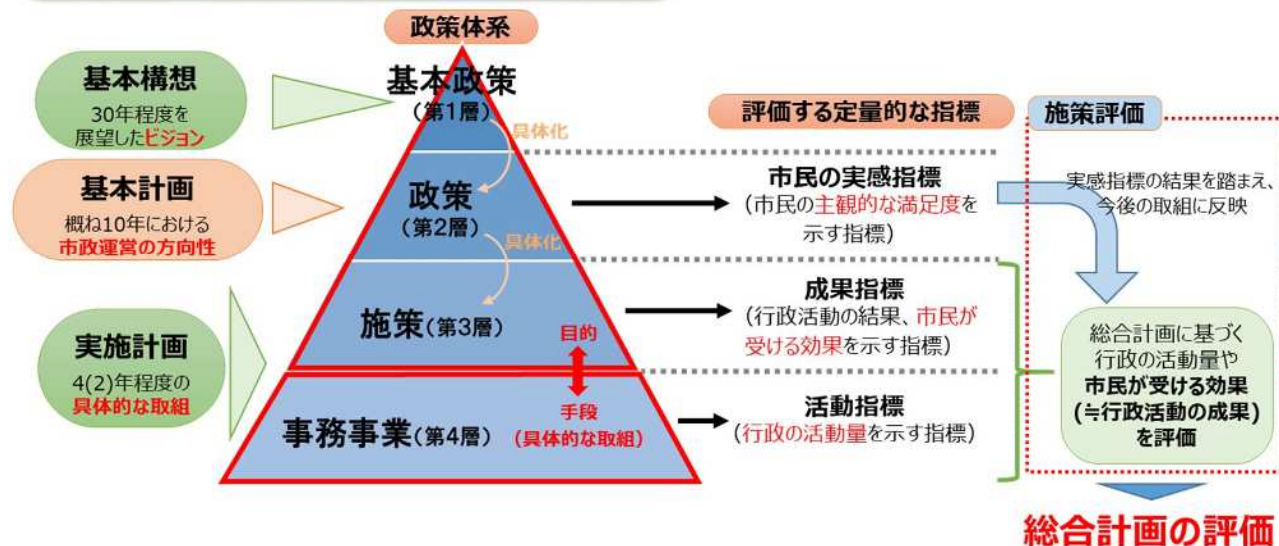 政策体系
基本構想
30年程度を
展望したビジョン
基本計画
概ね10年における
市政運営の方向性
実施計画
4(2)年程度の
具体的な取組
基本政策
(第1層)
具体化
政策
(第2層)
具体化
施策(第3層)
目的
手段
(具体的な取組)
事務事業(第4層)
評価する定量的な指標
市民の実感指標
(市民の主観的な満足度を
示す指標)
成果指標
(行政活動の結果、市民が
受ける効果を示す指標)
活動指標
(行政の活動量を示す指標)
施策評価
実感指標の結果を踏まえ、
今後の取組に反映
総合計画に基づく
行政の活動量や
市民が受ける効果
(≒行政活動の成果)
を評価
総合計画の評価